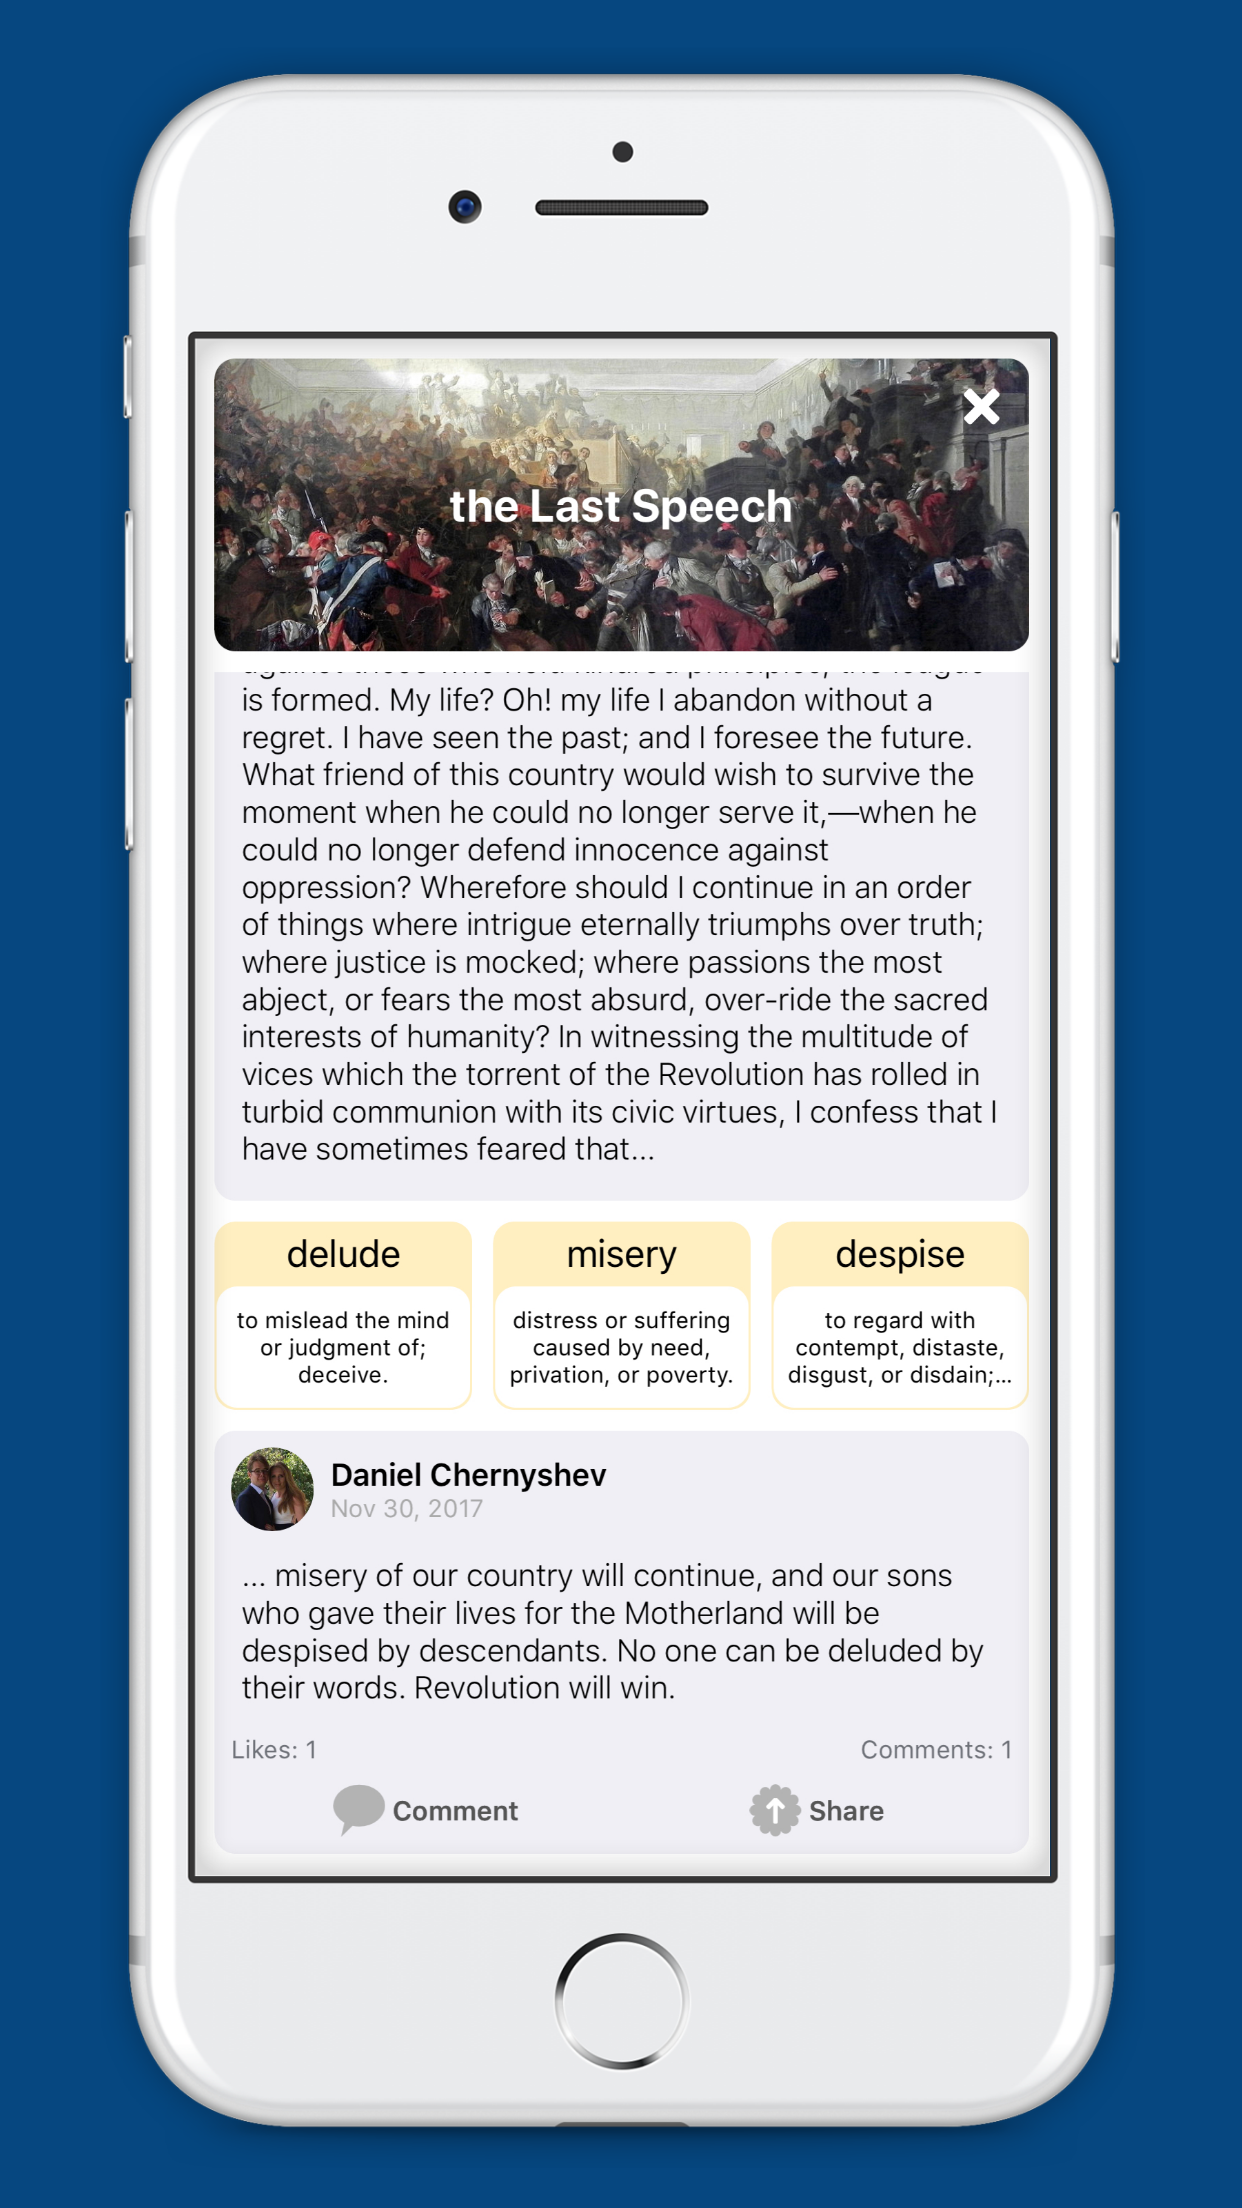 the Last Speech
against those who hold kindred principles, the league
is formed. My life? Oh! my life I abandon without a
regret. I have seen the past; and I foresee the future.
What friend of this country would wish to survive the
moment when he could no longer serve it,—when he
could no longer defend innocence against
oppression? Wherefore should I continue in an order
of things where intrigue eternally triumphs over truth;
where justice is mocked; where passions the most
abject, or fears the most absurd, over-ride the sacred
interests of humanity? In witnessing the multitude of
vices which the torrent of the Revolution has rolled in
turbid communion with its civic virtues, I confess that I
have sometimes feared that...
delude
to mislead the mind
or judgment of;
deceive.
misery
distress or suffering
caused by need,
privation, or poverty.
despise
to regard with
contempt, distaste,
disgust, or disdain;...
Daniel Chernyshev
Nov 30, 2017
... misery of our country will continue, and our sons
who gave their lives for the Motherland will be
despised by descendants. No one can be deluded by
their words. Revolution will win.
Likes: 1
Comments: 1
Comment
Share